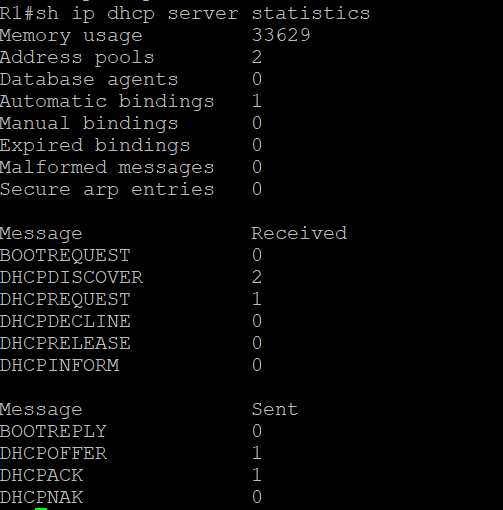 R1#sh ip dhcp server statistics
Memory usage 33629
Address pools 2
Database agents 0
Automatic bindings 1
Manual bindings 0
Expired bindings 0
Malformed messages 0
Secure arp entries 0
Message Received
BOOTREQUEST 0
DHCPDISCOVER 2
DHCPREQUEST 1
DHCPDECLINE 0
DHCPRELEASE 0
DHCPINFORM 0
Message Sent
BOOTREPLY 0
DHCPOFFER 1
DHCPACK 1
DHCPNAK 0